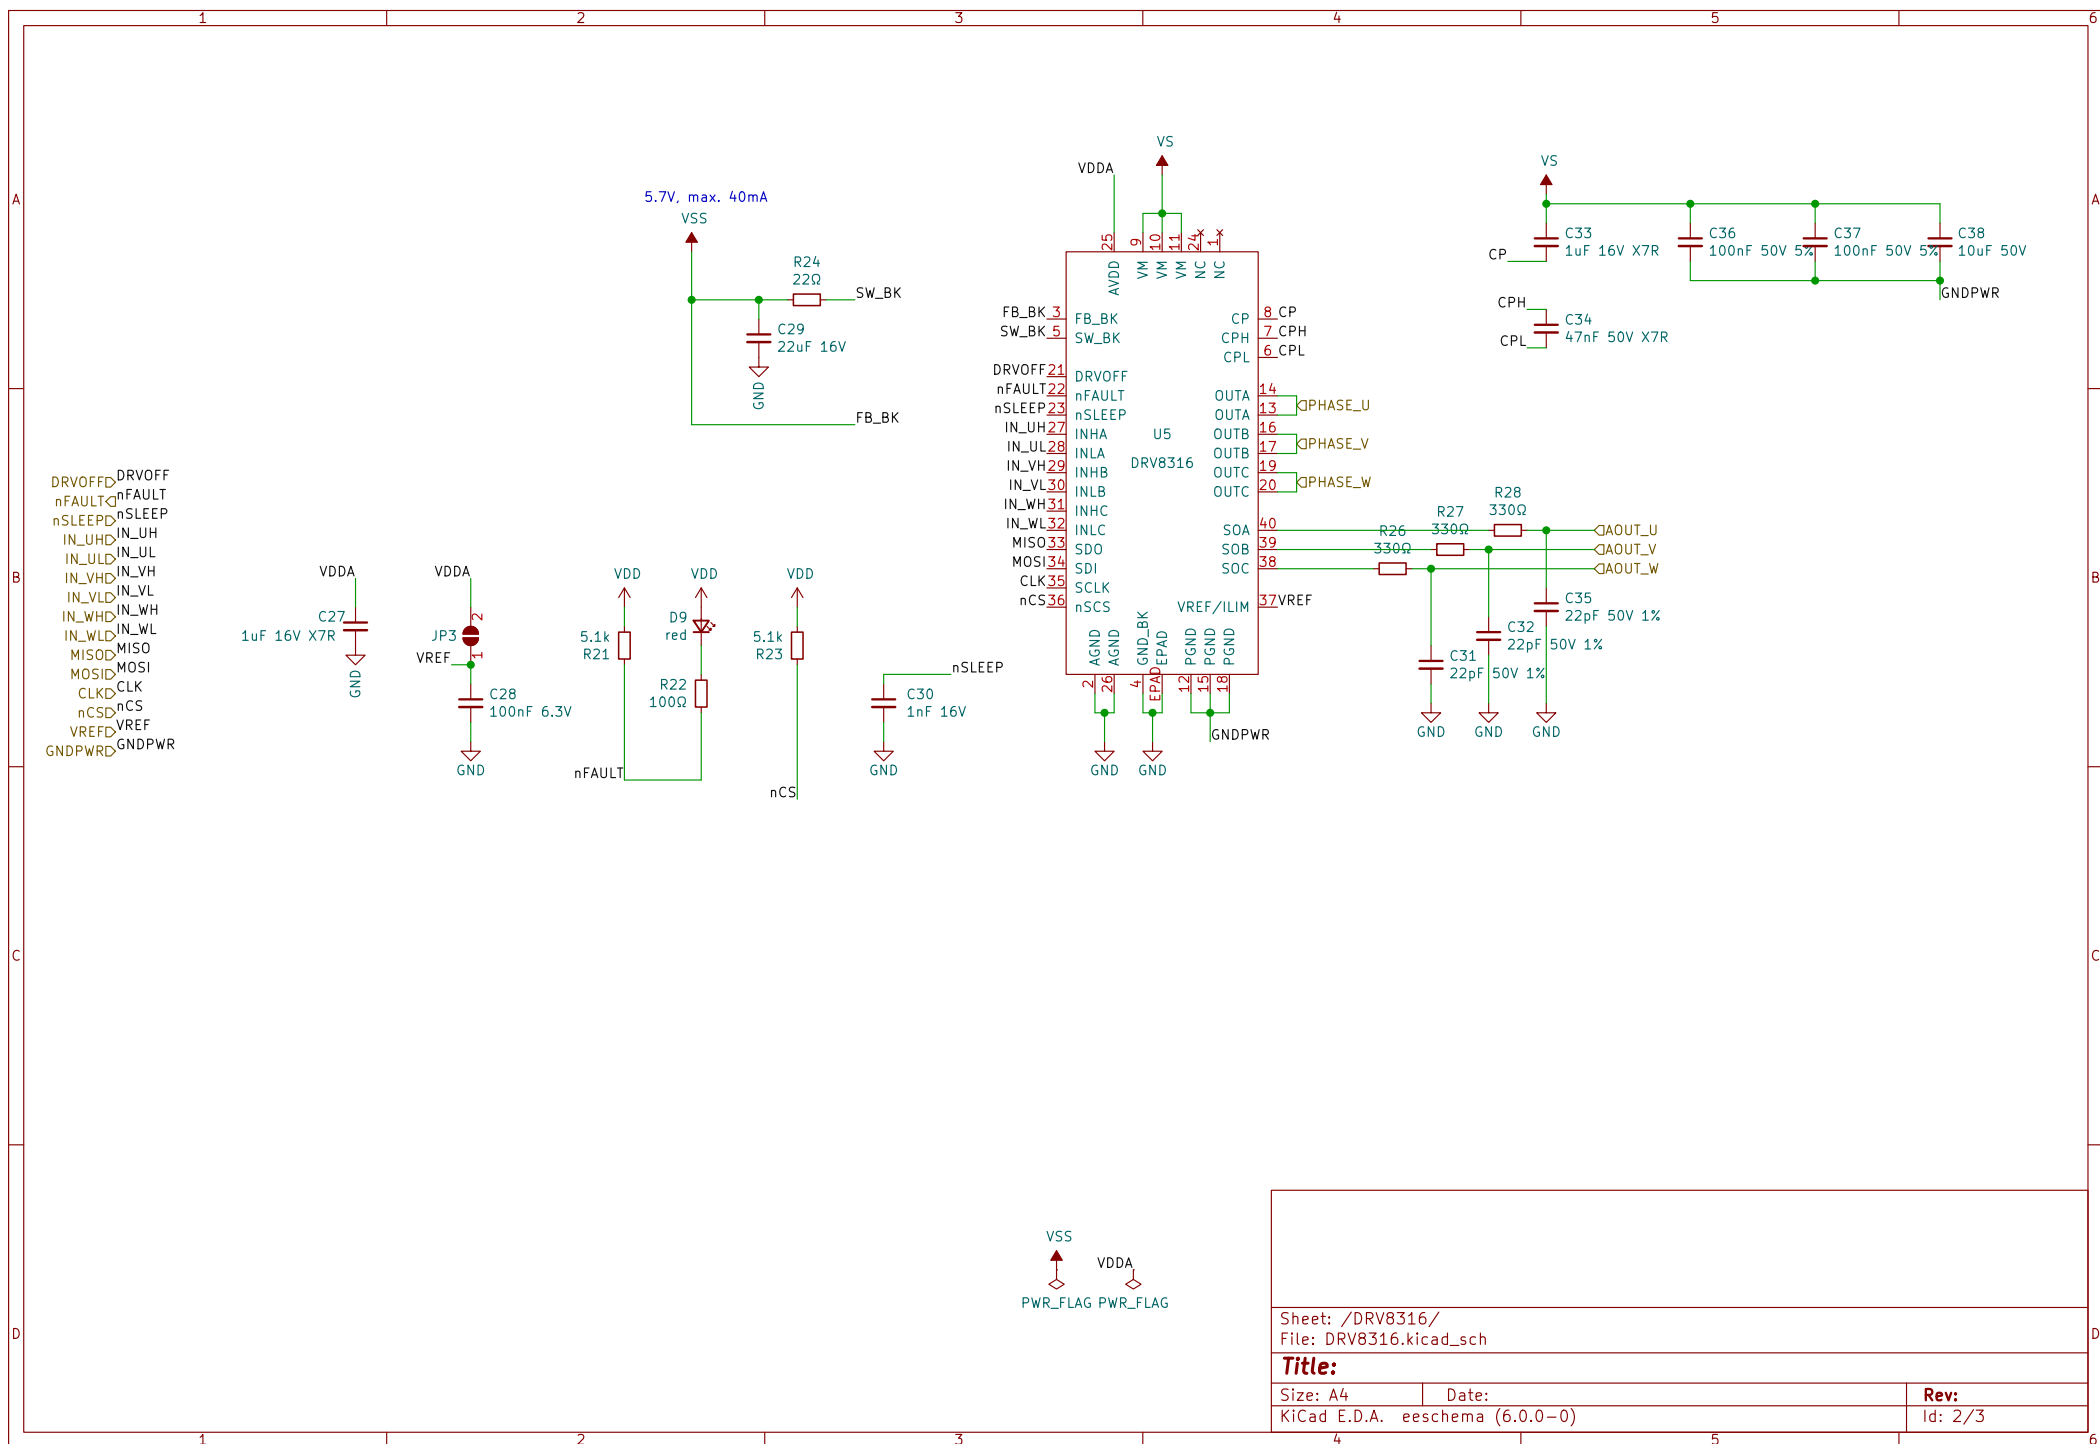 1 2 3 4 5 6
A
A
5.7V, max. 40mA
VSS
R24
22Ω
SW_BK
C29
22uF 16V
GND
FB_BK
VDDA
VS
25 AVDD
9 VM
10 VM
11 VM
24 NC
1 NC
FB_BK 3 FB_BK
SW_BK 5 SW_BK
DRVOFF 21 DRVOFF
nFAULT 22 nFAULT
nSLEEP 23 nSLEEP
IN_UH 27 INHA
IN_UL 28 INLA
IN_VH 29 INHB
IN_VL 30 INLB
IN_WH 31 INHC
IN_WL 32 INLC
MISO 33 SDO
MOSI 34 SDI
CLK 35 SCLK
nCS 36 nSCS
U5
DRV8316
CP 8 CP
CPH 7 CPH
CPL 6 CPL
OUTA 14
OUTA 13
PHASE_U
OUTB 16
OUTB 17
PHASE_V
OUTC 19
OUTC 20
PHASE_W
SOA 40
SOB 39
SOC 38
VREF/ILIM 37 VREF
AGND 2
AGND 26
GND_BK 4
EPAD EPAD
PGND 12
PGND 15
PGND 18
GND
GND
GNDPWR
VS
C33
1uF 16V X7R
CP
C36
100nF 50V 5%
C37
100nF 50V 5%
C38
10uF 50V
GNDPWR
CPH
C34
47nF 50V X7R
CPL
R28
330Ω
R27
330Ω
R26
330Ω
AOUT_U
AOUT_V
AOUT_W
C35
22pF 50V 1%
C32
22pF 50V 1%
C31
22pF 50V 1%
GND
GND
GND
B
B
DRVOFF DRVOFF
nFAULT nFAULT
nSLEEP nSLEEP
IN_UH IN_UH
IN_UL IN_UL
IN_VH IN_VH
IN_VL IN_VL
IN_WH IN_WH
IN_WL IN_WL
MISO MISO
MOSI MOSI
CLK CLK
nCS nCS
VREF VREF
GNDPWR GNDPWR
VDDA
C27
1uF 16V X7R
GND
VDDA
2
JP3
1
VREF
C28
100nF 6.3V
GND
VDD
5.1k
R21
nFAULT
VDD
D9
red
R22
100Ω
VDD
5.1k
R23
nCS
nSLEEP
C30
1nF 16V
GND
C
C
VSS
PWR_FLAG
VDDA
PWR_FLAG
D
D
Sheet: /DRV8316/
File: DRV8316.kicad_sch
Title:
Size: A4 Date: Rev:
KiCad E.D.A. eeschema (6.0.0-0) Id: 2/3
1 2 3 4 5 6